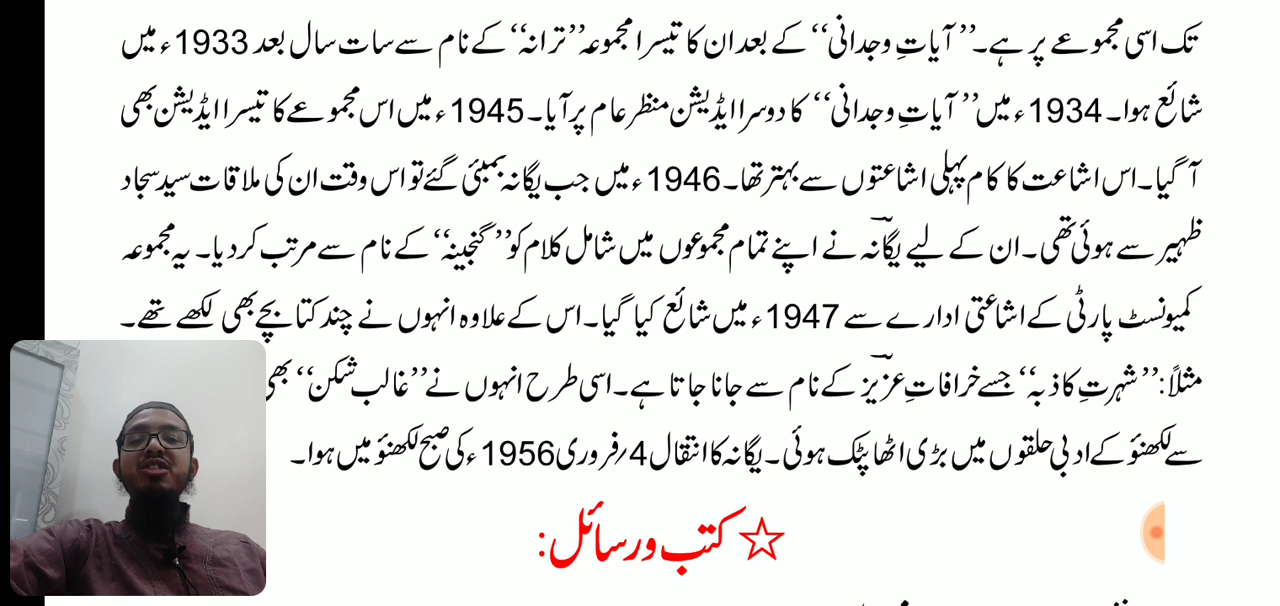 تک اسی مجموعے پر ہے۔ ’’آیاتِ وجدانی‘‘ کے بعد ان کا تیسرا مجموعہ ’’ترانہ‘‘ کے نام سے سات سال بعد 1933ء میں
شائع ہوا۔ 1934ء میں ’’آیاتِ وجدانی‘‘ کا دوسرا ایڈیشن منظر عام پر آیا۔ 1945ء میں اس مجموعے کا تیسرا ایڈیشن بھی
آ گیا۔ اس اشاعت کا کام پہلی اشاعتوں سے بہتر تھا۔ 1946ء میں جب یگانہ بمبئی گئے تو اس وقت ان کی ملاقات سید سجاد
ظہیر سے ہوئی تھی۔ ان کے لیے یگانہؔ نے اپنے تمام مجموعوں میں شامل کلام کو ’’گنجینہ‘‘ کے نام سے مرتب کر دیا۔ یہ مجموعہ
کمیونسٹ پارٹی کے اشاعتی ادارے سے 1947ء میں شائع کیا گیا۔ اس کے علاوہ انہوں نے چند کتابچے بھی لکھے تھے۔
مثلاً: ’’شہرتِ کاذبہ‘‘ جسے خرافاتِ عزیزؔ کے نام سے جانا جاتا ہے۔ اسی طرح انہوں نے ’’غالب شکن‘‘ بھی
سے لکھنؤ کے ادبی حلقوں میں بڑی اٹھا پٹک ہوئی۔ یگانہ کا انتقال 4؍فروری 1956ء کی صبح لکھنؤ میں ہوا۔
☆ کتب و رسائل: